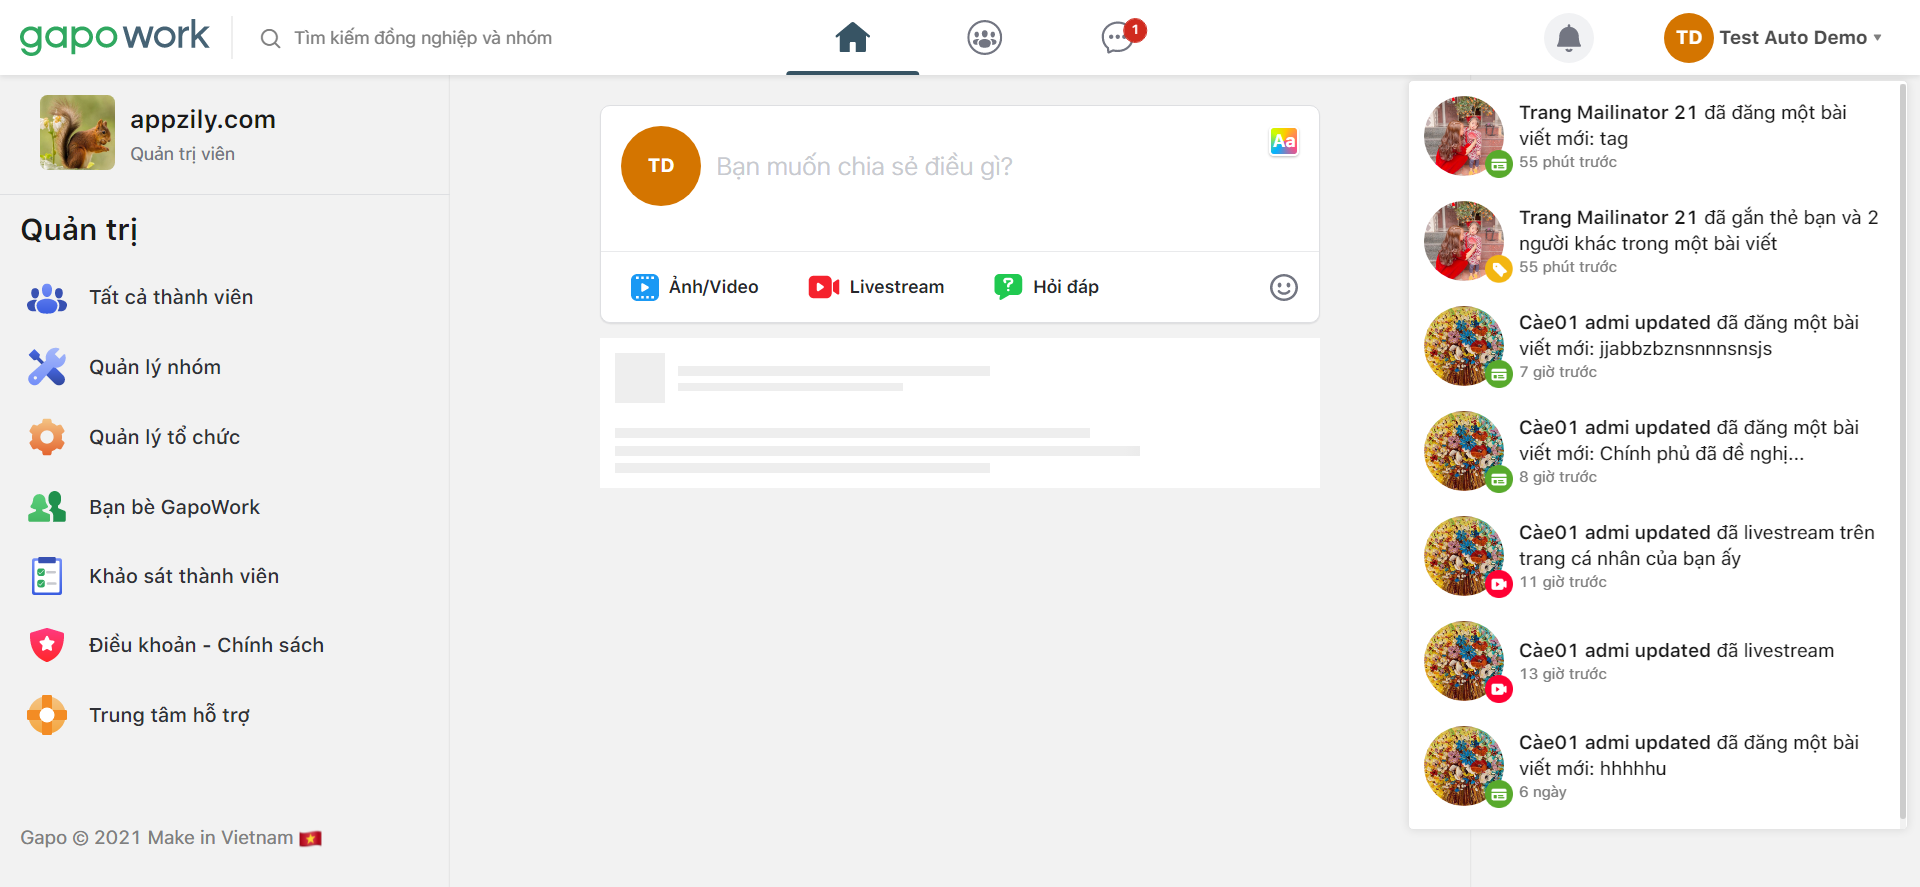 gapowork
Tìm kiếm đồng nghiệp và nhóm
1
TD
Test Auto Demo
appzily.com
Quản trị viên
Quản trị
Tất cả thành viên
Quản lý nhóm
Quản lý tổ chức
Bạn bè GapoWork
Khảo sát thành viên
Điều khoản - Chính sách
Trung tâm hỗ trợ
Gapo © 2021 Make in Vietnam
TD
Bạn muốn chia sẻ điều gì?
Aa
Ảnh/Video
Livestream
?
Hỏi đáp
Trang Mailinator 21 đã đăng một bài
viết mới: tag
55 phút trước
Trang Mailinator 21 đã gắn thẻ bạn và 2
người khác trong một bài viết
55 phút trước
Càe01 admi updated đã đăng một bài
viết mới: jjabbzbznsnnnsnsjs
7 giờ trước
Càe01 admi updated đã đăng một bài
viết mới: Chính phủ đã đề nghị...
8 giờ trước
Càe01 admi updated đã livestream trên
trang cá nhân của bạn ấy
11 giờ trước
Càe01 admi updated đã livestream
13 giờ trước
Càe01 admi updated đã đăng một bài
viết mới: hhhhhu
6 ngày